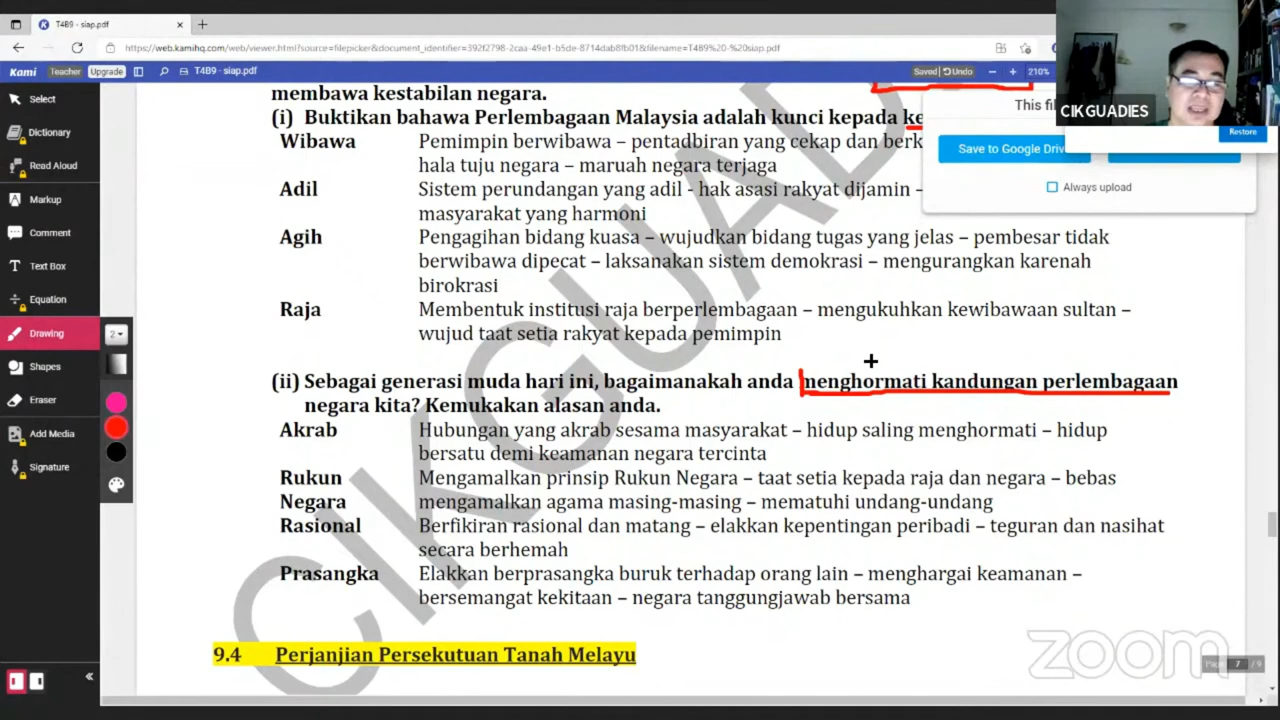 T4B9 - siap.pdf
https://web.kamihq.com/web/viewer.html?source=filepicker&document_identifier=392f2798-2caa-49e1-b5de-8714dab8fb01&filename=T4B9%20-%20siap.pdf
Kami Teacher Upgrade T4B9 - siap.pdf Saved Undo 210%
CIKGUADIES
Select
Dictionary
Read Aloud
Markup
Comment
Text Box
Equation
Drawing
2
Shapes
Eraser
Add Media
Signature
This fil
Restore
Save to Google Driv
Always upload
membawa kestabilan negara.
(i) Buktikan bahawa Perlembagaan Malaysia adalah kunci kepada ke
Wibawa Pemimpin berwibawa – pentadbiran yang cekap dan berk
hala tuju negara – maruah negara terjaga
Adil Sistem perundangan yang adil - hak asasi rakyat dijamin –
masyarakat yang harmoni
Agih Pengagihan bidang kuasa – wujudkan bidang tugas yang jelas – pembesar tidak
berwibawa dipecat – laksanakan sistem demokrasi – mengurangkan karenah
birokrasi
Raja Membentuk institusi raja berperlembagaan – mengukuhkan kewibawaan sultan –
wujud taat setia rakyat kepada pemimpin
(ii) Sebagai generasi muda hari ini, bagaimanakah anda menghormati kandungan perlembagaan
negara kita? Kemukakan alasan anda.
Akrab Hubungan yang akrab sesama masyarakat – hidup saling menghormati – hidup
bersatu demi keamanan negara tercinta
Rukun Mengamalkan prinsip Rukun Negara – taat setia kepada raja dan negara – bebas
Negara mengamalkan agama masing-masing – mematuhi undang-undang
Rasional Berfikiran rasional dan matang – elakkan kepentingan peribadi – teguran dan nasihat
secara berhemah
Prasangka Elakkan berprasangka buruk terhadap orang lain – menghargai keamanan –
bersemangat kekitaan – negara tanggungjawab bersama
9.4 Perjanjian Persekutuan Tanah Melayu
CIKGUAD
zoom
Page 7 / 9